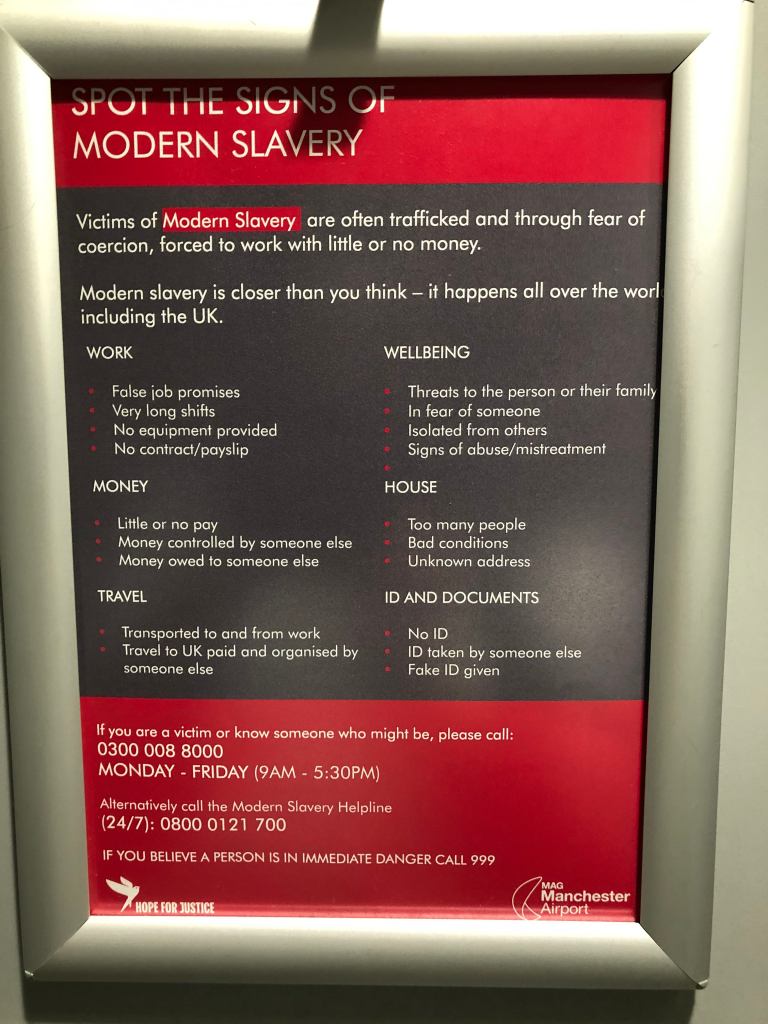 SPOT THE SIGNS OF
MODERN SLAVERY
Victims of Modern Slavery are often trafficked and through fear of
coercion, forced to work with little or no money.
Modern slavery is closer than you think – it happens all over the worl
including the UK.
WORK
• False job promises
• Very long shifts
• No equipment provided
• No contract/payslip
WELLBEING
• Threats to the person or their family
• In fear of someone
• Isolated from others
• Signs of abuse/mistreatment
•
MONEY
• Little or no pay
• Money controlled by someone else
• Money owed to someone else
HOUSE
• Too many people
• Bad conditions
• Unknown address
TRAVEL
• Transported to and from work
• Travel to UK paid and organised by
someone else
ID AND DOCUMENTS
• No ID
• ID taken by someone else
• Fake ID given
If you are a victim or know someone who might be, please call:
0300 008 8000
MONDAY - FRIDAY (9AM - 5:30PM)
Alternatively call the Modern Slavery Helpline
(24/7): 0800 0121 700
IF YOU BELIEVE A PERSON IS IN IMMEDIATE DANGER CALL 999
HOPE FOR JUSTICE
MAG
Manchester
Airport